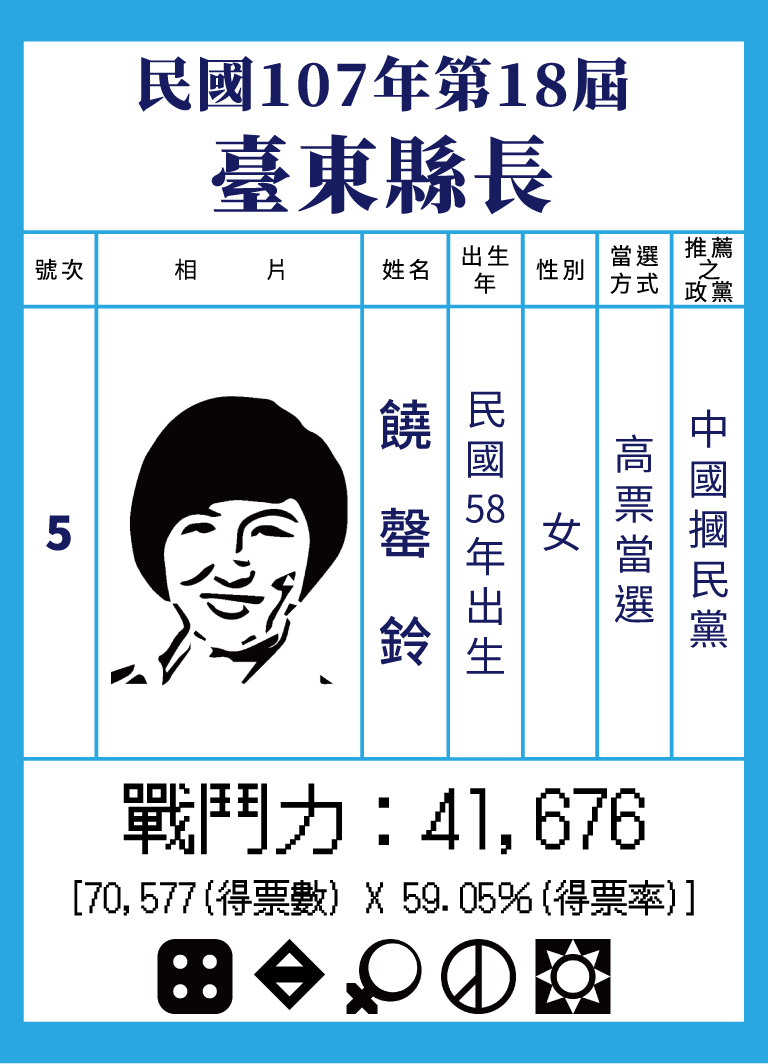 民國107年第18屆
臺東縣長
號次
相片
姓名
出生
年
性別
當選
方式
推薦
之
政黨
5
饒罄鈴
民國58年出生
女
高票當選
中國摑民黨
戰鬥力：41,676
[70,577(得票數) X 59.05%(得票率)]